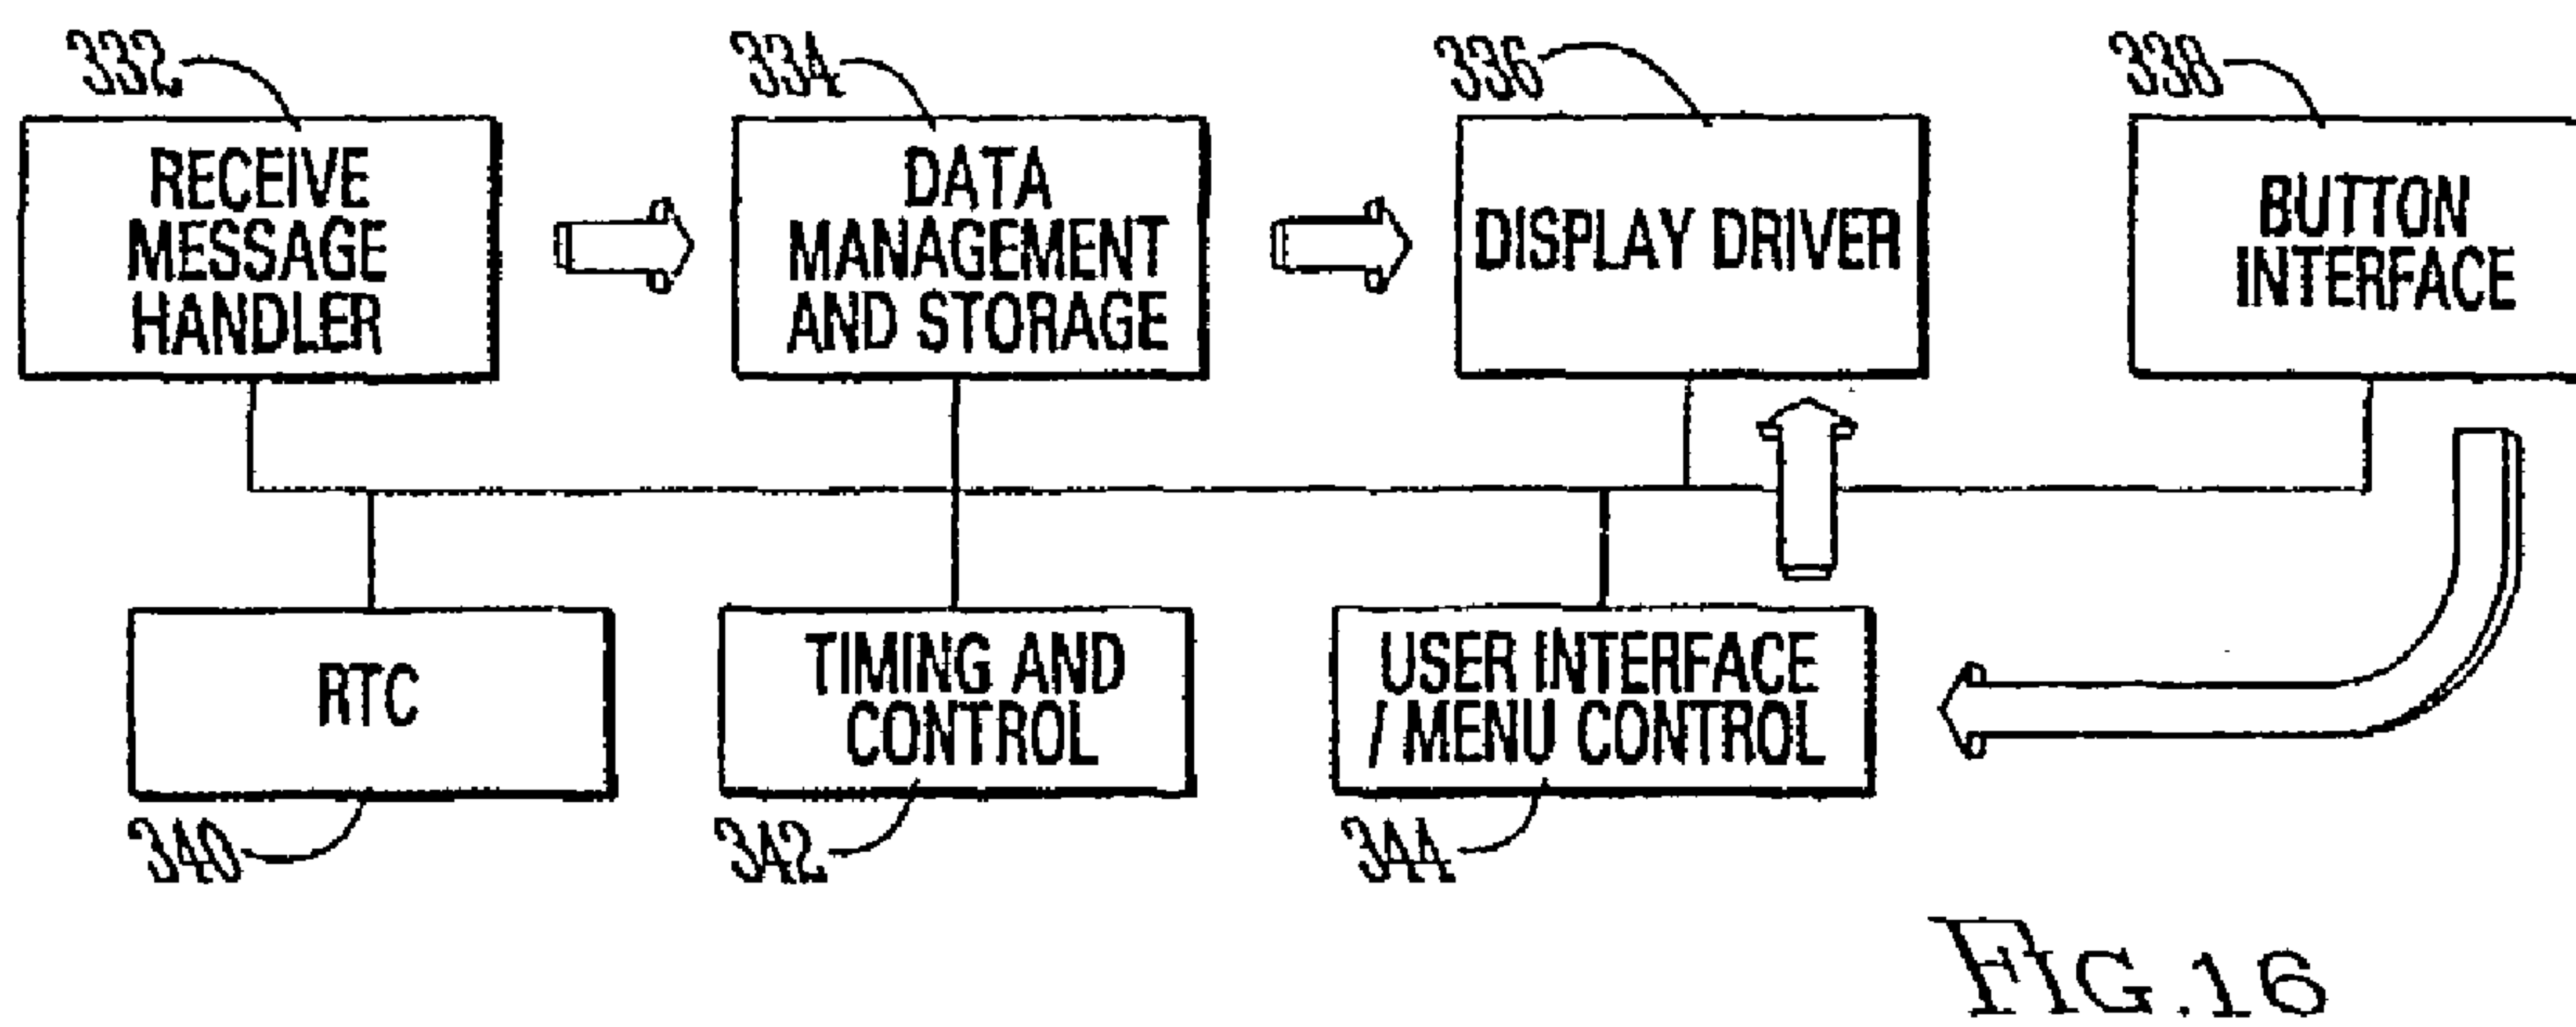 332
334
336
338
RECEIVE
MESSAGE
HANDLER
DATA
MANAGEMENT
AND STORAGE
DISPLAY DRIVER
BUTTON
INTERFACE
RTC
TIMING AND
CONTROL
USER INTERFACE
/ MENU CONTROL
340
342
344
FIG.16